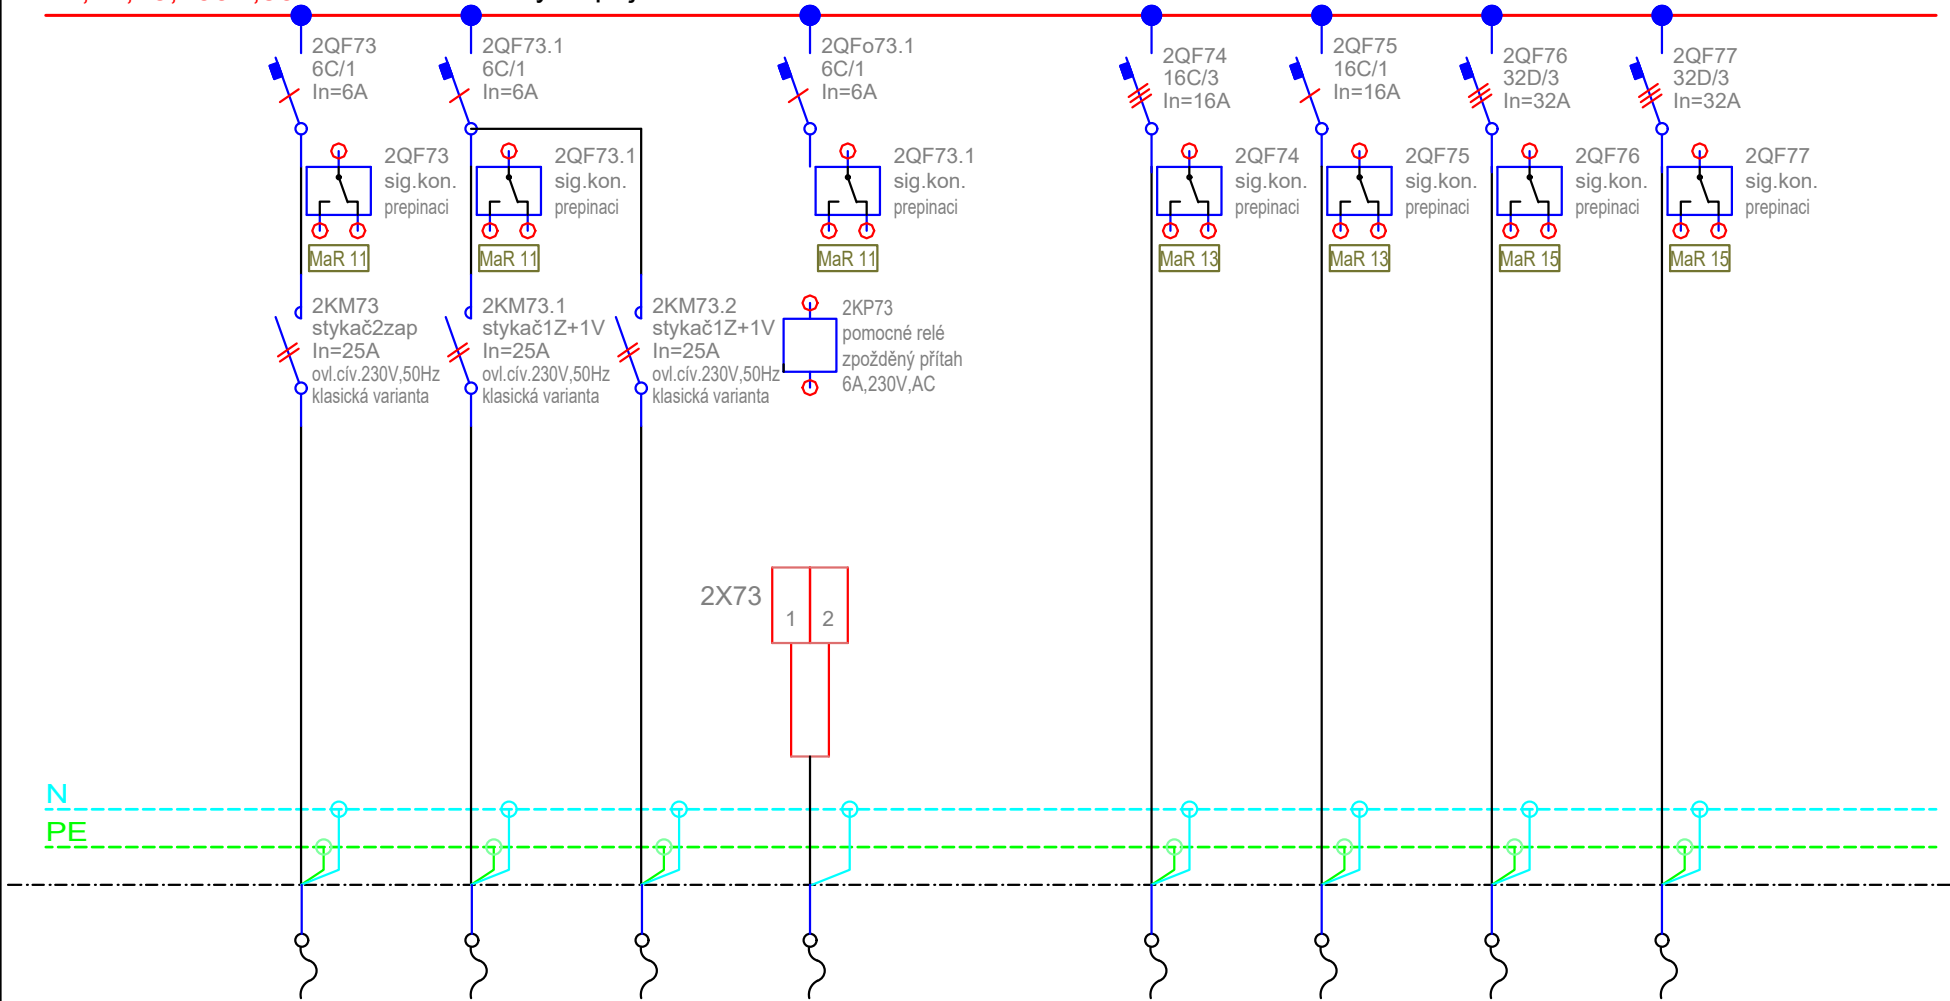 2QF73
6C/1
In=6A
2QF73.1
6C/1
In=6A
2QFo73.1
6C/1
In=6A
2QF74
16C/3
In=16A
2QF75
16C/1
In=16A
2QF76
32D/3
In=32A
2QF77
32D/3
In=32A
2QF73
sig.kon.
prepinaci
MaR 11
2QF73.1
sig.kon.
prepinaci
MaR 11
2QF73.1
sig.kon.
prepinaci
MaR 11
2QF74
sig.kon.
prepinaci
MaR 13
2QF75
sig.kon.
prepinaci
MaR 13
2QF76
sig.kon.
prepinaci
MaR 15
2QF77
sig.kon.
prepinaci
MaR 15
2KM73
stykač2zap
In=25A
ovl.cív.230V,50Hz
klasická varianta
2KM73.1
stykač1Z+1V
In=25A
ovl.cív.230V,50Hz
klasická varianta
2KM73.2
stykač1Z+1V
In=25A
ovl.cív.230V,50Hz
klasická varianta
2KP73
pomocné relé
zpožděný přítah
6A,230V,AC
2X73
1
2
N
PE